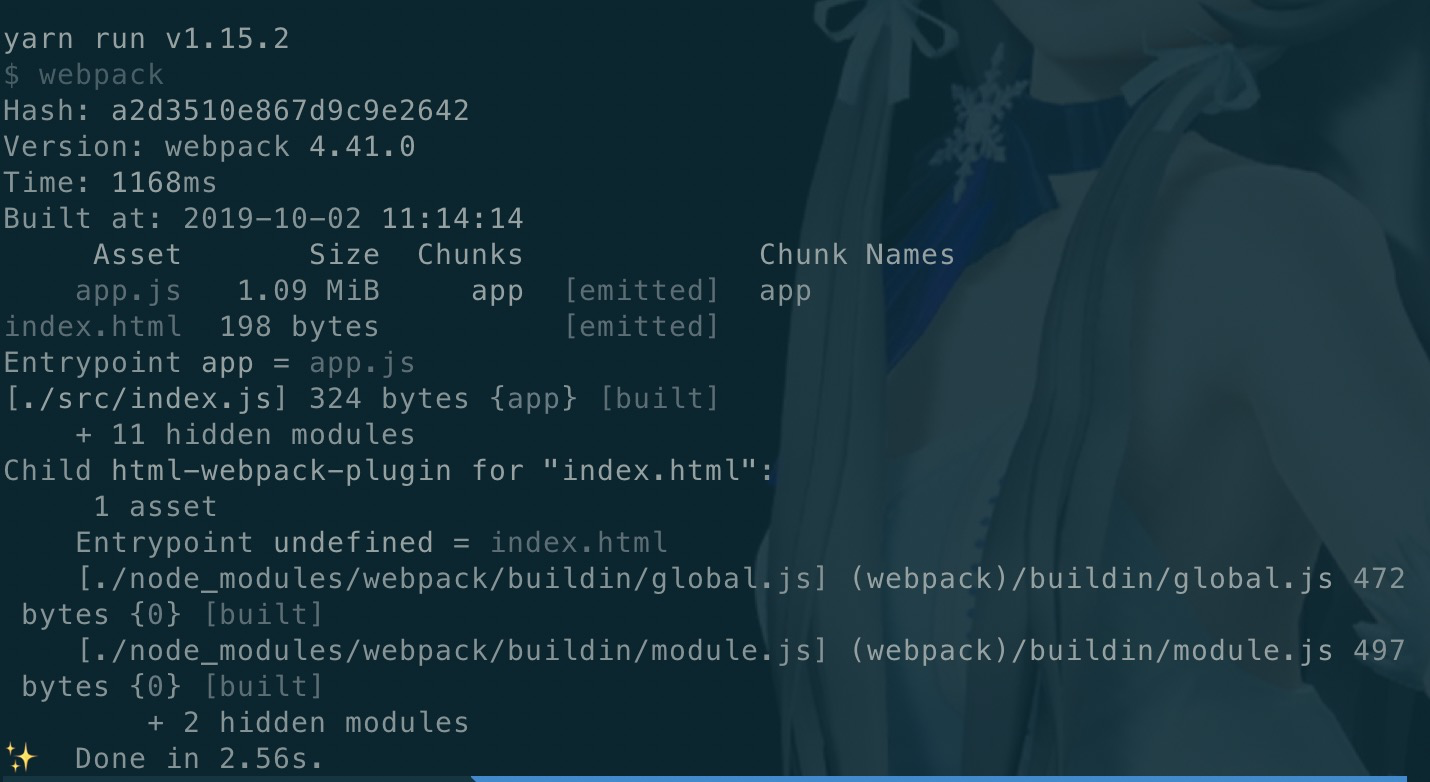 yarn run v1.15.2
$ webpack
Hash: a2d3510e867d9c9e2642
Version: webpack 4.41.0
Time: 1168ms
Built at: 2019-10-02 11:14:14
     Asset       Size  Chunks             Chunk Names
    app.js   1.09 MiB     app  [emitted]  app
index.html  198 bytes          [emitted]
Entrypoint app = app.js
[./src/index.js] 324 bytes {app} [built]
    + 11 hidden modules
Child html-webpack-plugin for "index.html":
     1 asset
    Entrypoint undefined = index.html
    [./node_modules/webpack/buildin/global.js] (webpack)/buildin/global.js 472
 bytes {0} [built]
    [./node_modules/webpack/buildin/module.js] (webpack)/buildin/module.js 497
 bytes {0} [built]
        + 2 hidden modules
✨  Done in 2.56s.